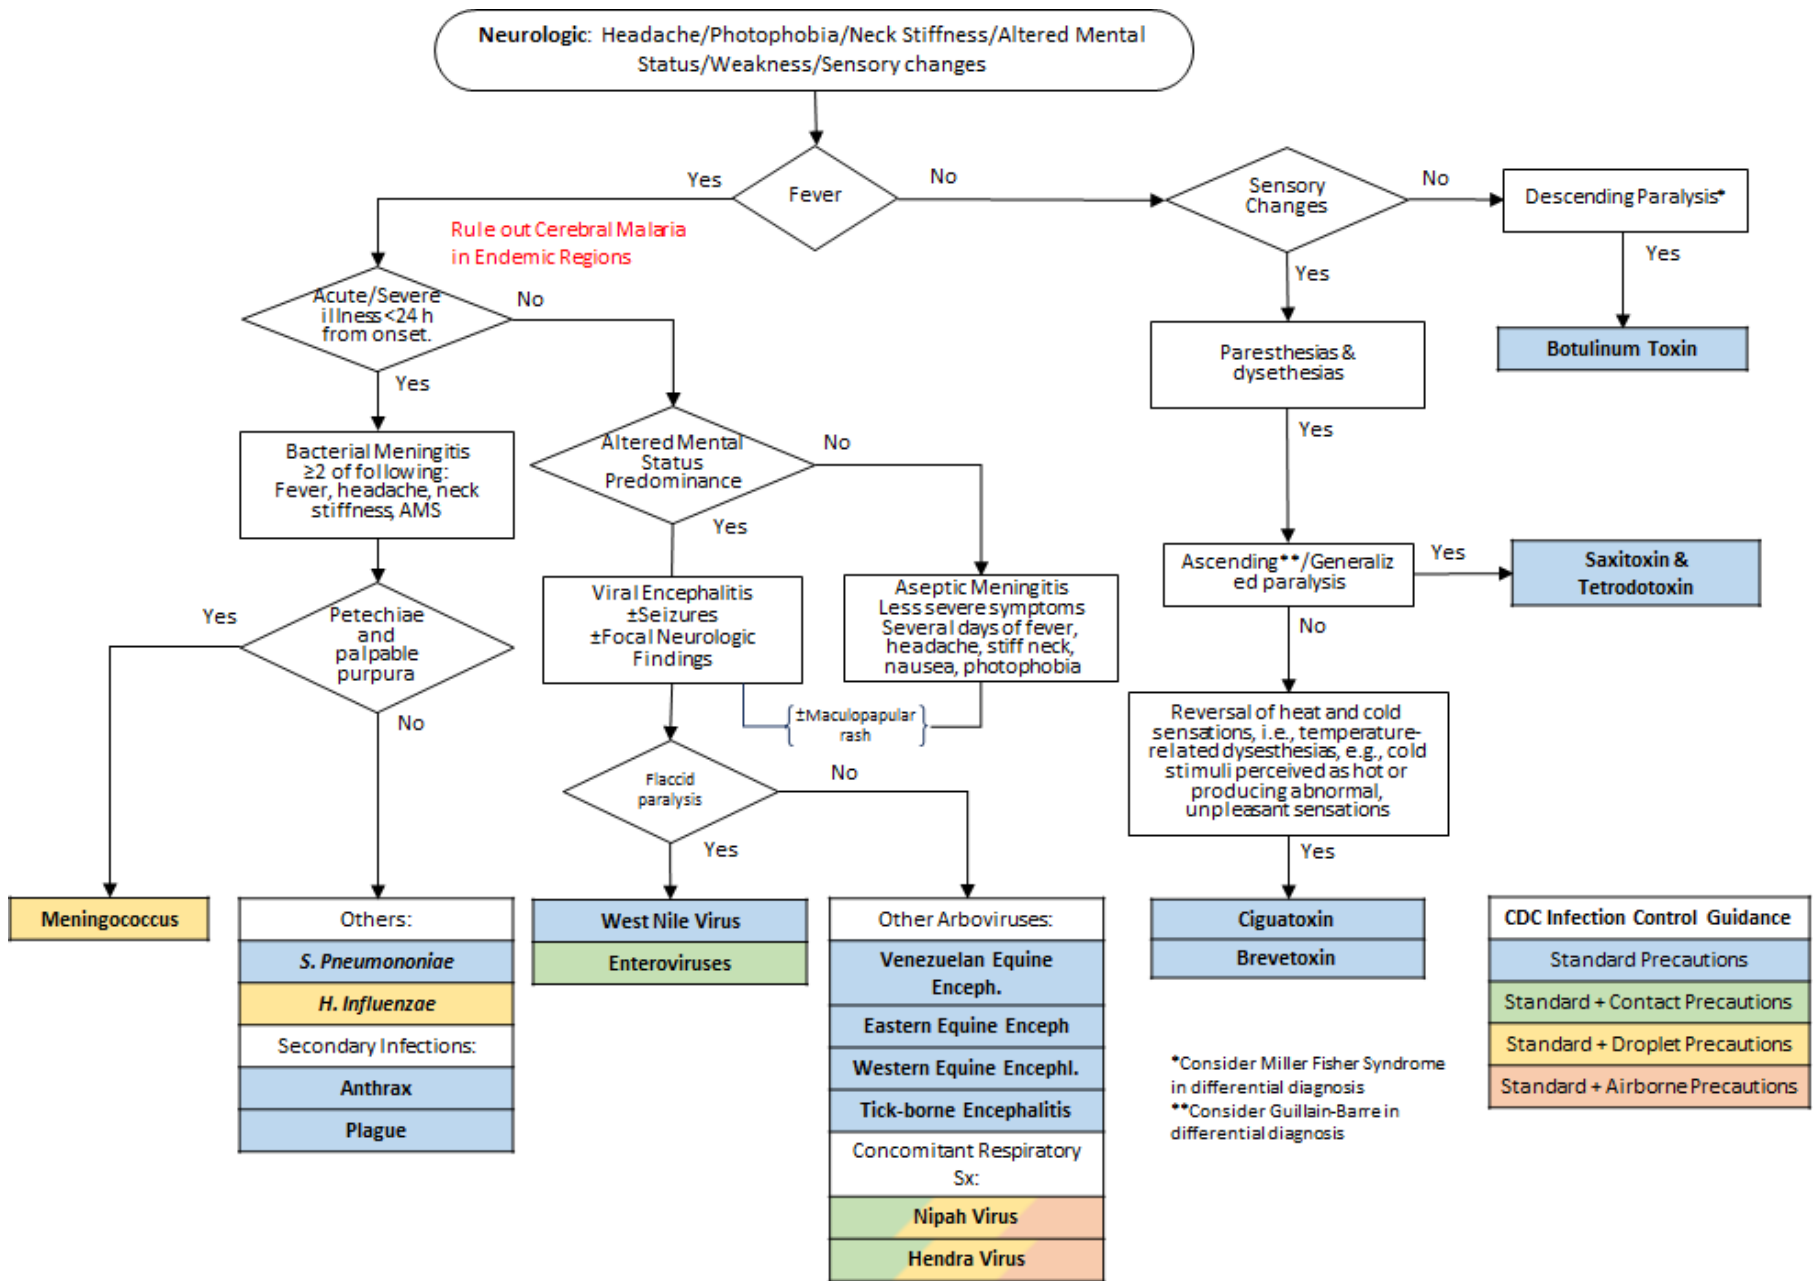 Neurologic: Headache/Photophobia/Neck Stiffness/Altered Mental
Status/Weakness/Sensory changes
Yes
Fever
No
Sensory
Changes
No
Descending Paralysis*
Rule out Cerebral Malaria
in Endemic Regions
Yes
Yes
Acute/Severe
illness <24 h
from onset.
No
Paresthesias &
dysethesias
Botulinum Toxin
Yes
Yes
Bacterial Meningitis
≥2 of following:
Fever, headache, neck
stiffness, AMS
Altered Mental
Status
Predominance
No
Yes
Ascending**/Generaliz
ed paralysis
Yes
Saxitoxin &
Tetrodotoxin
Viral Encephalitis
±Seizures
±Focal Neurologic
Findings
Aseptic Meningitis
Less severe symptoms
Several days of fever,
headache, stiff neck,
nausea, photophobia
Yes
Petechiae
and
palpable
purpura
No
No
±Maculopapular
rash
Reversal of heat and cold
sensations, i.e., temperature-
related dysesthesias, e.g., cold
stimuli perceived as hot or
producing abnormal,
unpleasant sensations
Flaccid
paralysis
No
Yes
Yes
Meningococcus
Others:
S. Pneumononiae
H. Influenzae
Secondary Infections:
Anthrax
Plague
West Nile Virus
Enteroviruses
Other Arboviruses:
Venezuelan Equine
Enceph.
Eastern Equine Enceph
Western Equine Encephl.
Tick-borne Encephalitis
Concomitant Respiratory
Sx:
Nipah Virus
Hendra Virus
Ciguatoxin
Brevetoxin
*Consider Miller Fisher Syndrome
in differential diagnosis
**Consider Guillain-Barre in
differential diagnosis
CDC Infection Control Guidance
Standard Precautions
Standard + Contact Precautions
Standard + Droplet Precautions
Standard + Airborne Precautions